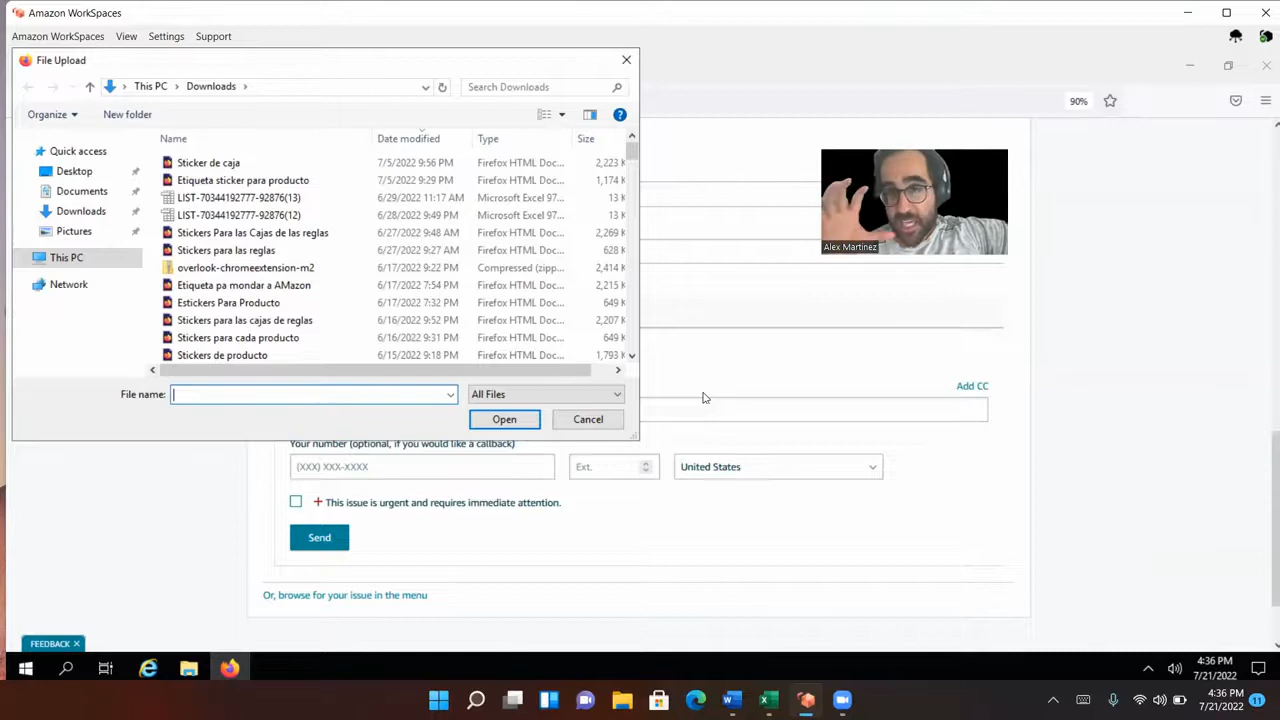 Amazon WorkSpaces
Amazon WorkSpaces View Settings Support
File Upload
This PC Downloads Search Downloads
90%
Organize New folder
Name Date modified Type Size
Quick access
Desktop
Documents
Downloads
Pictures
This PC
Network
Sticker de caja 7/5/2022 9:56 PM Firefox HTML Doc... 2,223 K
Etiqueta sticker para producto 7/5/2022 9:29 PM Firefox HTML Doc... 1,174 K
LIST-70344192777-92876(13) 6/29/2022 11:17 AM Microsoft Excel 97... 13 K
LIST-70344192777-92876(12) 6/28/2022 9:49 PM Microsoft Excel 97... 13 K
Stickers Para las Cajas de las reglas 6/27/2022 9:48 AM Firefox HTML Doc... 2,269 K
Stickers para las reglas 6/27/2022 9:27 AM Firefox HTML Doc... 628 K
overlook-chromeextension-m2 6/17/2022 9:22 PM Compressed (zipp... 2,414 K
Etiqueta pa mondar a AMazon 6/17/2022 7:54 PM Firefox HTML Doc... 2,215 K
Estickers Para Producto 6/17/2022 7:32 PM Firefox HTML Doc... 649 K
Stickers para las cajas de reglas 6/16/2022 9:52 PM Firefox HTML Doc... 2,207 K
Stickers para cada producto 6/16/2022 9:31 PM Firefox HTML Doc... 649 K
Stickers de producto 6/15/2022 9:18 PM Firefox HTML Doc... 1,793 K
Alex Martinez
File name: All Files
Open Cancel
Add CC
Your number (optional, if you would like a callback)
(XXX) XXX-XXXX Ext. United States
+ This issue is urgent and requires immediate attention.
Send
Or, browse for your issue in the menu
FEEDBACK ×
4:36 PM
7/21/2022
4:36 PM
7/21/2022
11